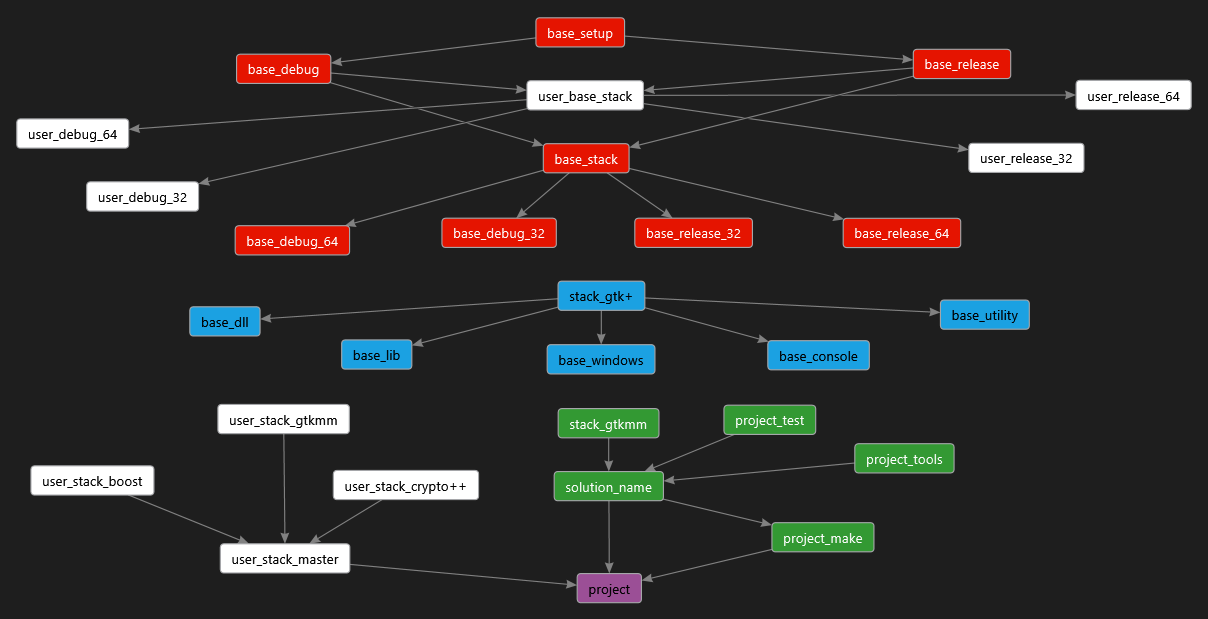 base_setup
base_debug
base_release
user_base_stack
user_release_64
user_debug_64
base_stack
user_release_32
user_debug_32
base_debug_64
base_debug_32
base_release_32
base_release_64
stack_gtk+
base_dll
base_utility
base_lib
base_windows
base_console
user_stack_gtkmm
stack_gtkmm
project_test
project_tools
user_stack_boost
user_stack_crypto++
solution_name
project_make
user_stack_master
project